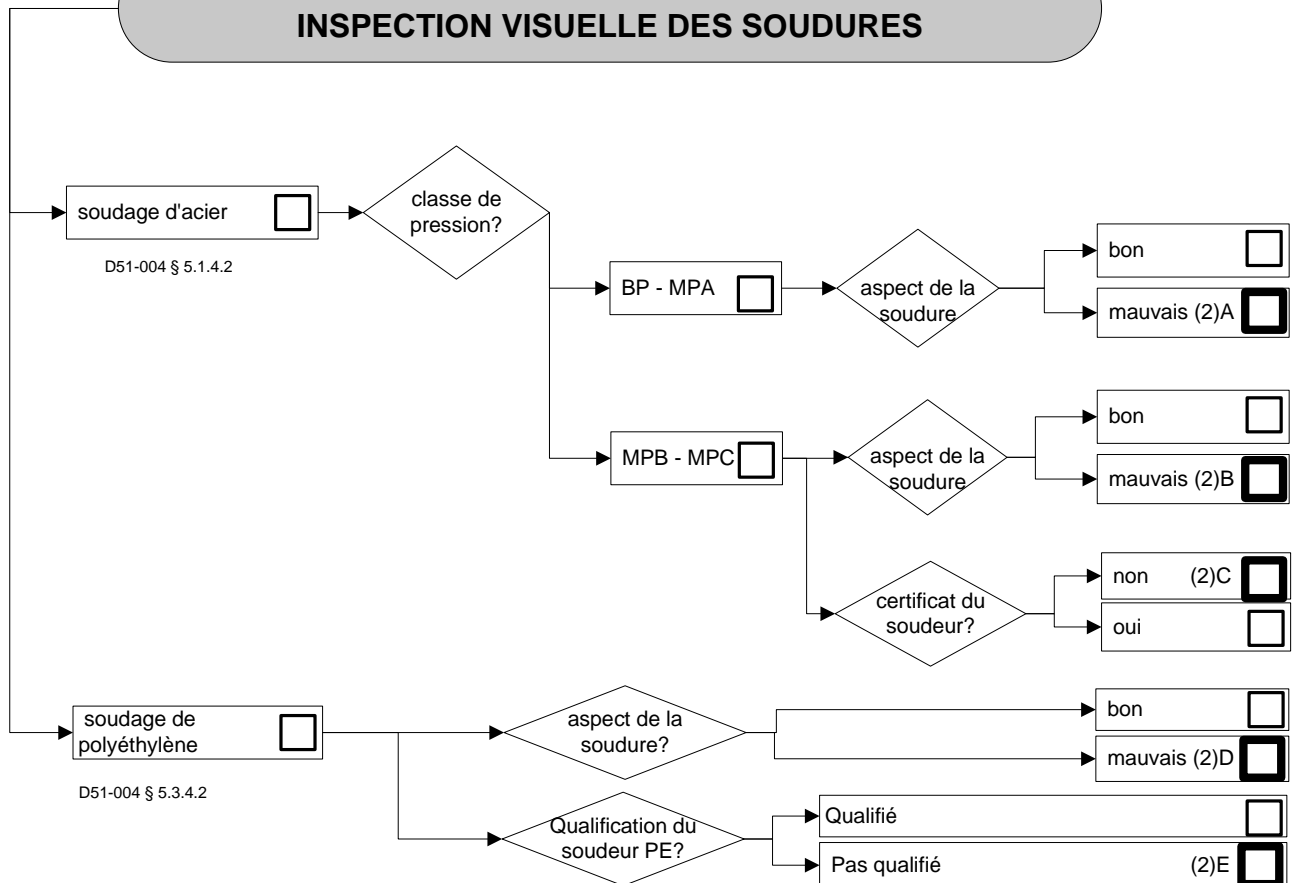 INSPECTION VISUELLE DES SOUDURES
soudage d'acier
D51-004 § 5.1.4.2
classe de
pression?
BP - MPA
aspect de la
soudure
bon
mauvais (2)A
MPB - MPC
aspect de la
soudure
bon
mauvais (2)B
certificat du
soudeur?
non (2)C
oui
soudage de
polyéthylène
D51-004 § 5.3.4.2
aspect de la
soudure?
bon
mauvais (2)D
Qualification du
soudeur PE?
Qualifié
Pas qualifié (2)E